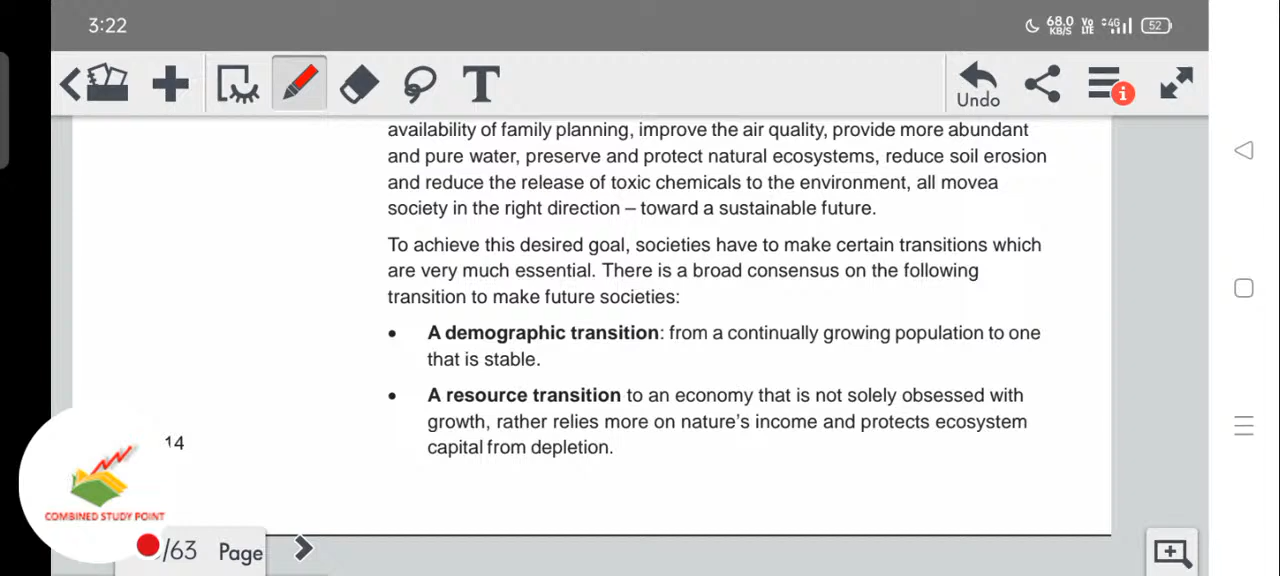 3:22
68.0 KB/S Vo LTE 4G 52
Undo
availability of family planning, improve the air quality, provide more abundant
and pure water, preserve and protect natural ecosystems, reduce soil erosion
and reduce the release of toxic chemicals to the environment, all movea
society in the right direction – toward a sustainable future.
To achieve this desired goal, societies have to make certain transitions which
are very much essential. There is a broad consensus on the following
transition to make future societies:
• A demographic transition: from a continually growing population to one
that is stable.
• A resource transition to an economy that is not solely obsessed with
growth, rather relies more on nature's income and protects ecosystem
capital from depletion.
14
COMBINED STUDY POINT
/63 Page